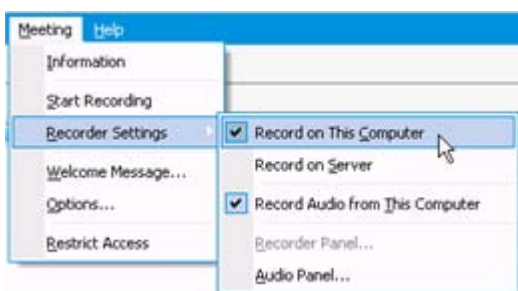 Meeting Help
Information
Start Recording
Recorder Settings
Welcome Message...
Options...
Restrict Access
Record on This Computer
Record on Server
Record Audio from This Computer
Recorder Panel...
Audio Panel...